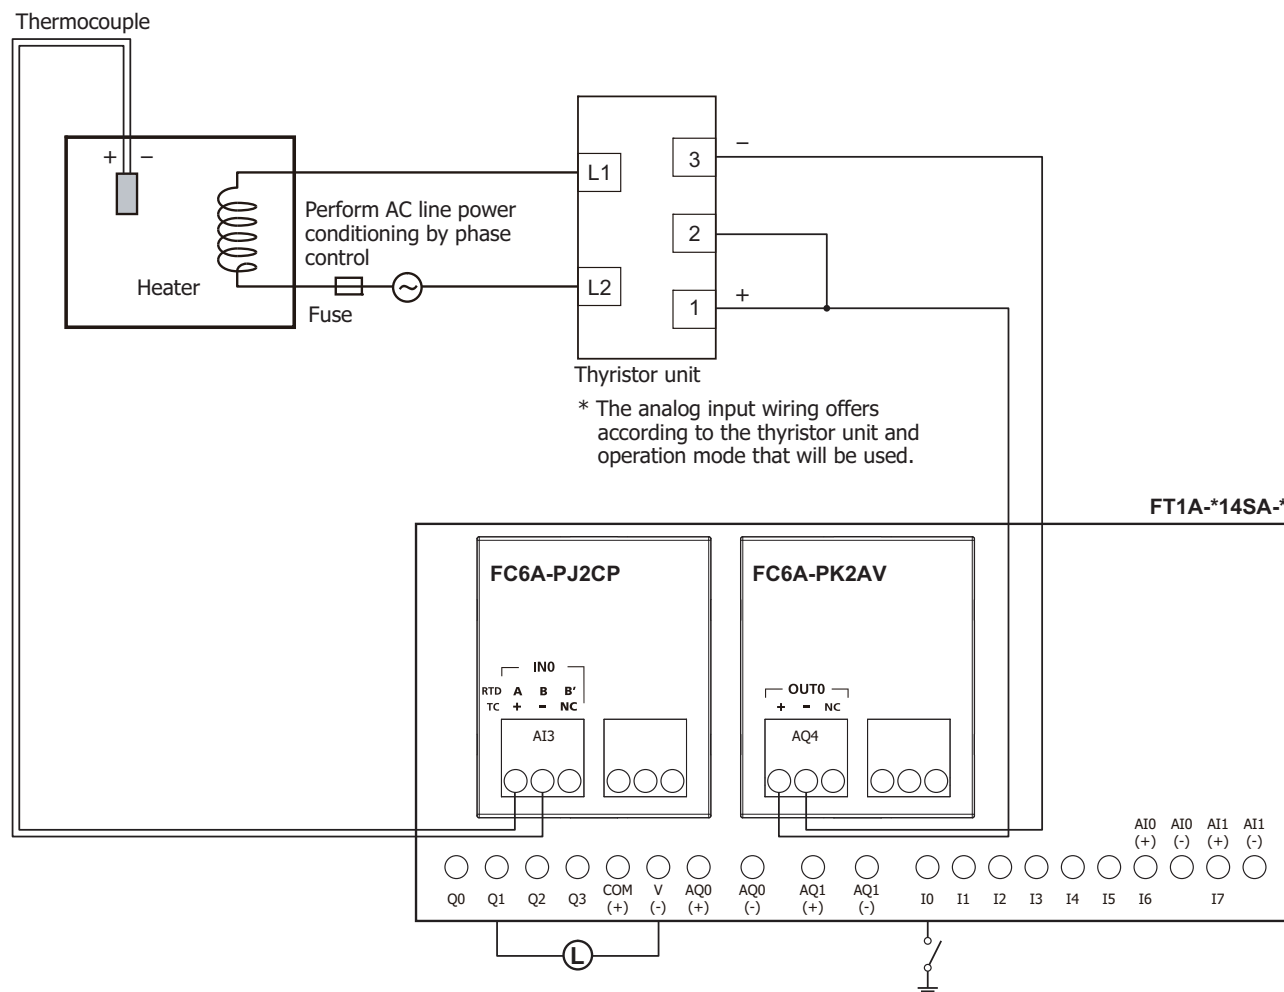 Thermocouple
+ −
Heater
Perform AC line power
conditioning by phase
control
Fuse
L1
L2
3
2
1
−
+
Thyristor unit
* The analog input wiring offers
according to the thyristor unit and
operation mode that will be used.
FT1A-*14SA-*
FC6A-PJ2CP
IN0
RTD A B B'
TC + − NC
AI3
FC6A-PK2AV
OUT0
+ − NC
AQ4
AI0 AI0 AI1 AI1
(+) (-) (+) (-)
Q0 Q1 Q2 Q3 COM V AQ0 AQ0 AQ1 AQ1 I0 I1 I2 I3 I4 I5 I6 I7
(+) (-) (+) (-) (+) (-)
L